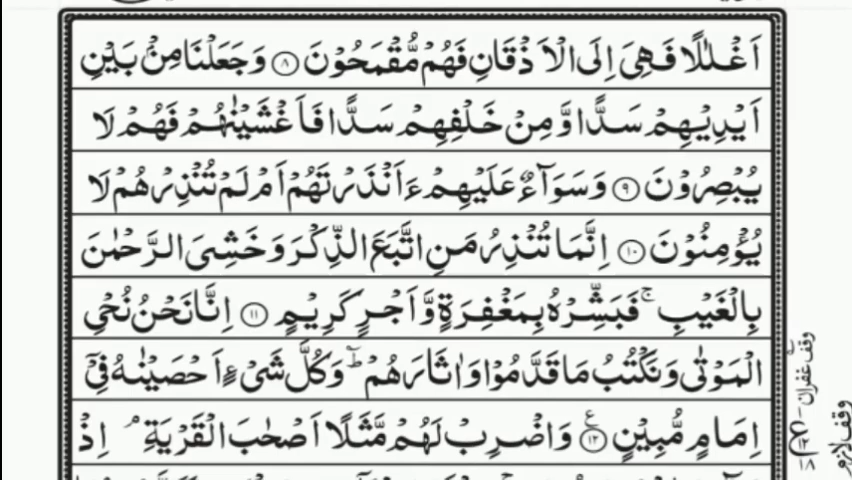 اَغْلٰلًا فَهِیَ اِلَی الْاَذْقَانِ فَهُمْ مُّقْمَحُوْنَ ﴿۸﴾ وَجَعَلْنَا مِنْۢ بَیْنِ
اَیْدِیْهِمْ سَدًّا وَّمِنْ خَلْفِهِمْ سَدًّا فَاَغْشَیْنٰهُمْ فَهُمْ لَا
یُبْصِرُوْنَ ﴿۹﴾ وَسَوَآءٌ عَلَیْهِمْ ءَاَنْذَرْتَهُمْ اَمْ لَمْ تُنْذِرْهُمْ لَا
یُؤْمِنُوْنَ ﴿۱۰﴾ اِنَّمَا تُنْذِرُ مَنِ اتَّبَعَ الذِّكْرَ وَخَشِیَ الرَّحْمٰنَ
بِالْغَیْبِ ۚ فَبَشِّرْهُ بِمَغْفِرَةٍ وَّاَجْرٍ كَرِیْمٍ ﴿۱۱﴾ اِنَّا نَحْنُ نُحْیِ
الْمَوْتٰی وَنَكْتُبُ مَا قَدَّمُوْا وَاٰثَارَهُمْ ؕ وَكُلَّ شَیْءٍ اَحْصَیْنٰهُ فِیْۤ
اِمَامٍ مُّبِیْنٍ ﴿۱۲﴾ وَاضْرِبْ لَهُمْ مَّثَلًا اَصْحٰبَ الْقَرْیَةِ ۘ اِذْ
وقف غفران
وقف لازم